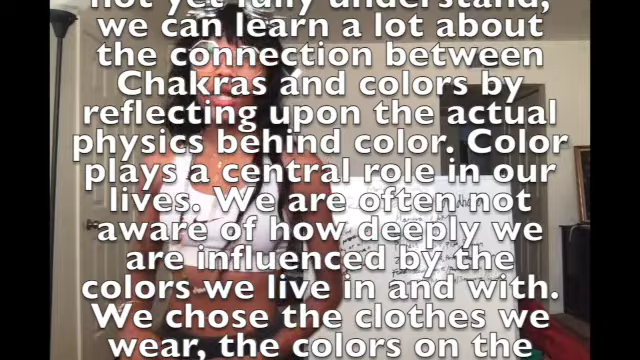 not yet fully understand,
we can learn a lot about
the connection between
Chakras and colors by
reflecting upon the actual
physics behind color. Color
plays a central role in our
lives. We are often not
aware of how deeply we
are influenced by the
colors we live in and with.
We chose the clothes we
wear, the colors on the